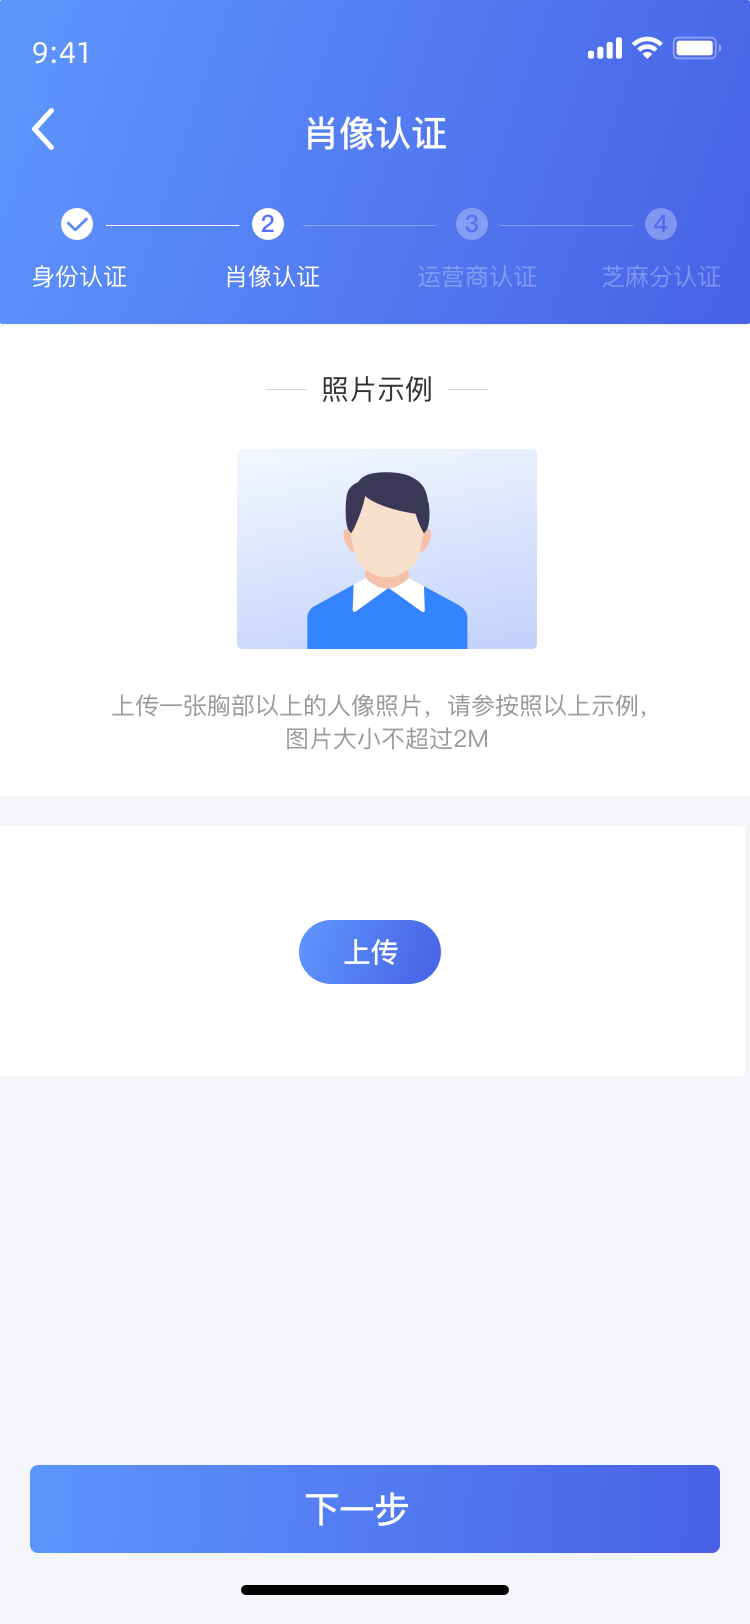 9:41
肖像认证
2 3 4
身份认证 肖像认证 运营商认证 芝麻分认证
照片示例
上传一张胸部以上的人像照片，请参按照以上示例，
图片大小不超过2M
上传
下一步